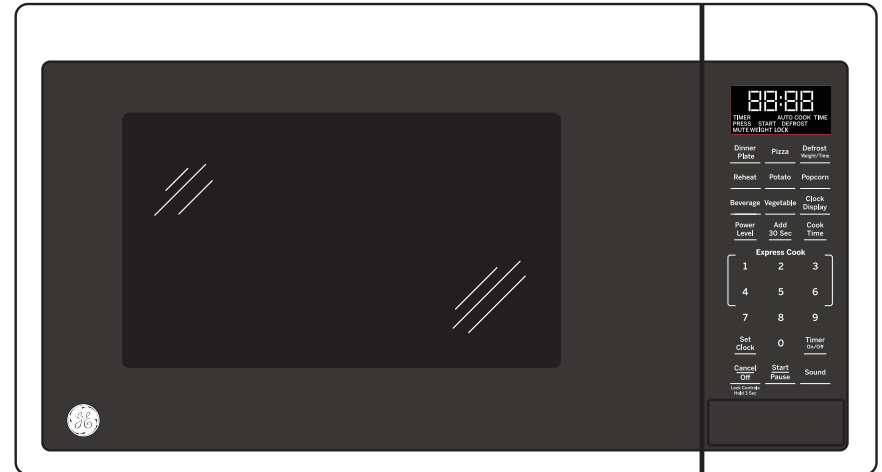 88:88
TIMER AUTO COOK TIME
PRESS START DEFROST
MUTE WEIGHT LOCK
Dinner Plate
Pizza
Defrost
Weight/Time
Reheat Potato Popcorn
Beverage Vegetable Clock Display
Power Level
Add 30 Sec
Cook Time
Express Cook
1 2 3
4 5 6
7 8 9
Set Clock
0
Timer
On/Off
Cancel
Off
Start
Pause
Sound
Lock Controls
Hold 3 Sec
GE